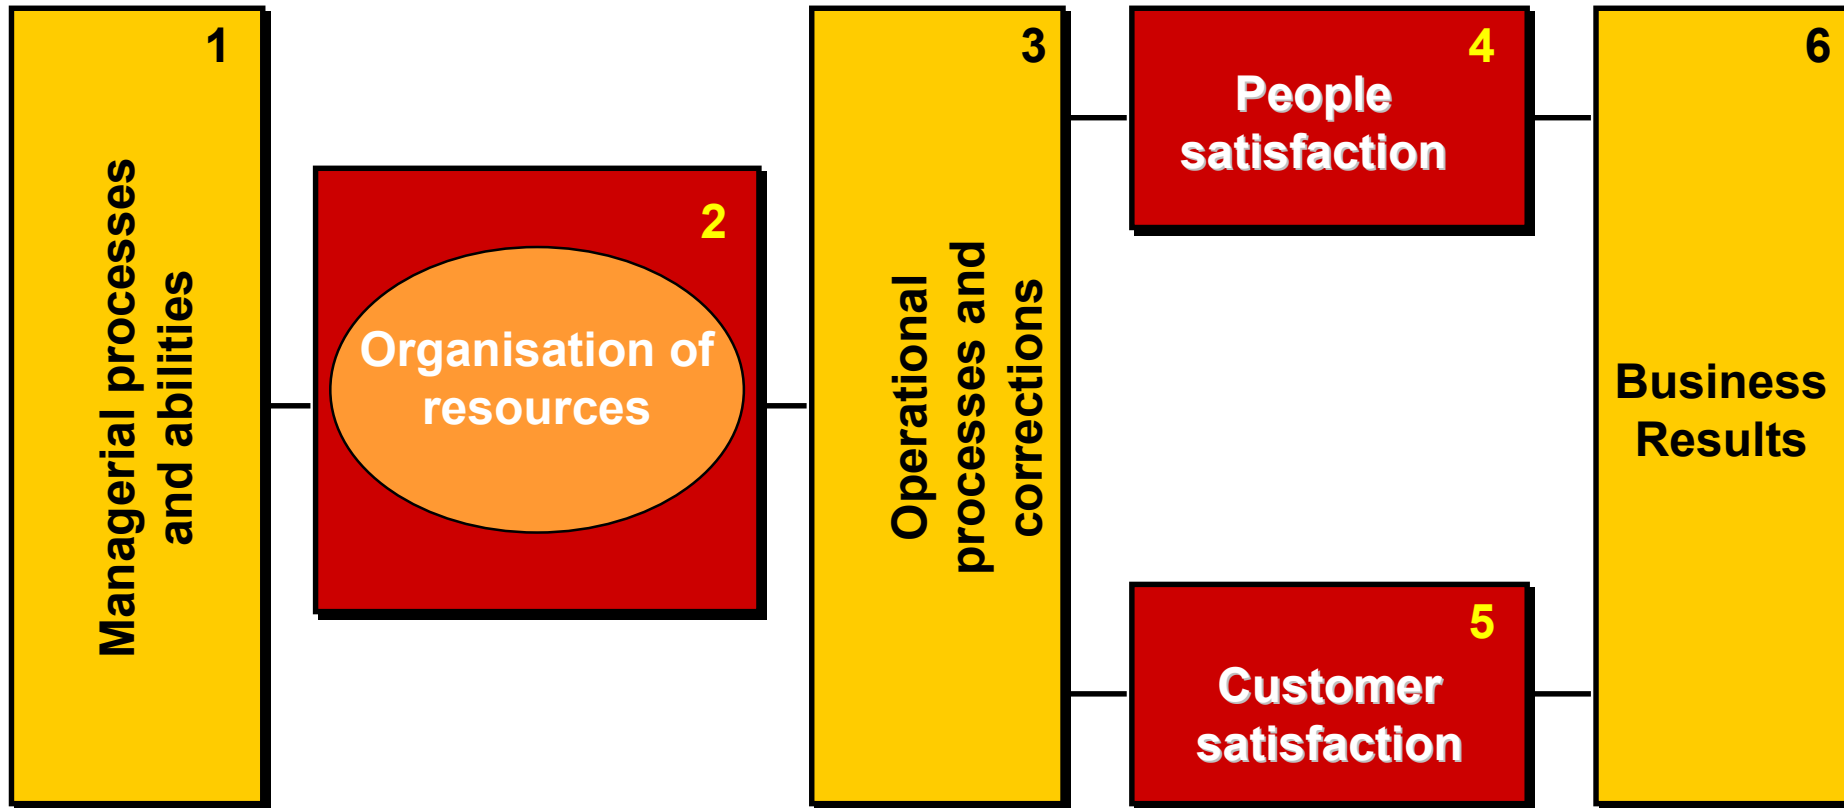 1
Managerial processes
and abilities
2
Organisation of
resources
3
Operational
processes and
corrections
4
People
satisfaction
5
Customer
satisfaction
6
Business
Results